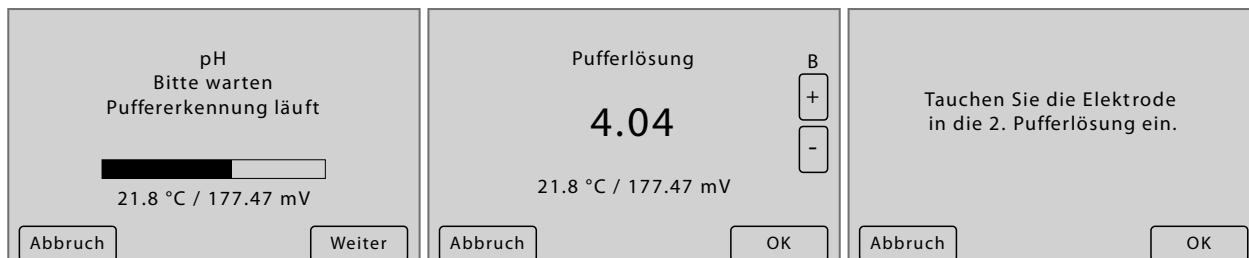 pH
Bitte warten
Puffererkennung läuft
21.8 °C / 177.47 mV
Abbruch
Weiter
Pufferlösung
B
+
4.04
-
21.8 °C / 177.47 mV
Abbruch
OK
Tauchen Sie die Elektrode
in die 2. Pufferlösung ein.
Abbruch
OK